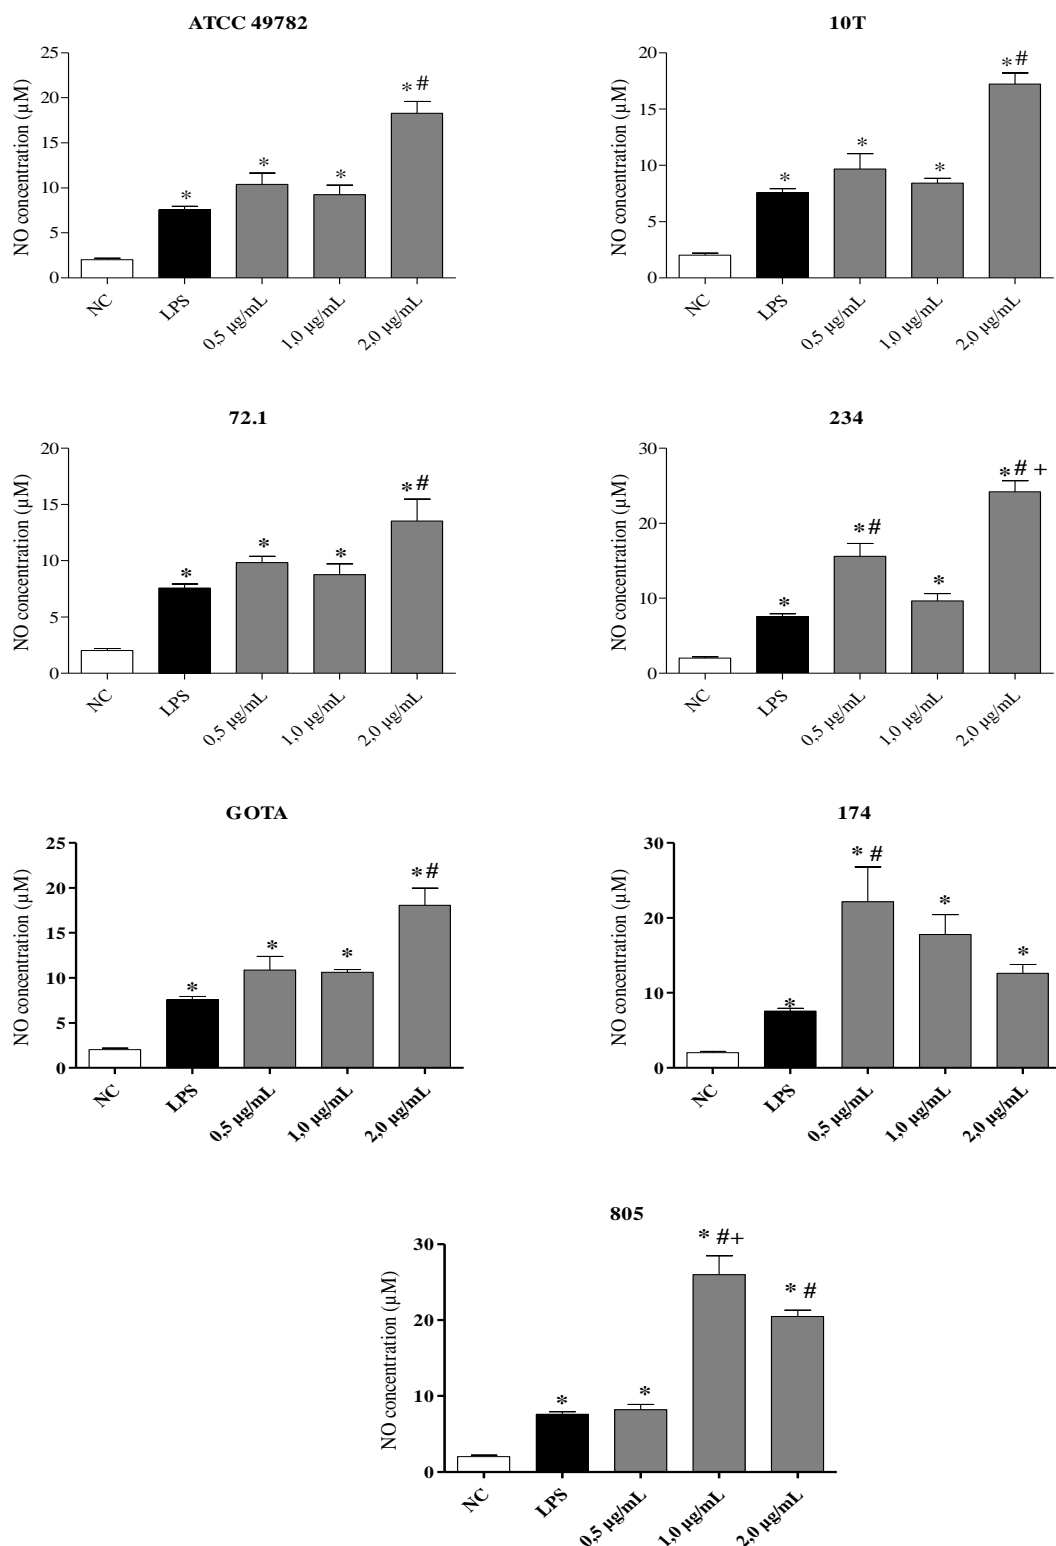 ATCC 49782
NO concentration (µM)
25
20
15
10
5
0
*
*
*
* #
NC
LPS
0,5 µg/mL
1,0 µg/mL
2,0 µg/mL
10T
NO concentration (µM)
20
15
10
5
0
*
*
*
* #
NC
LPS
0,5 µg/mL
1,0 µg/mL
2,0 µg/mL
72.1
NO concentration (µM)
20
15
10
5
0
*
*
*
* #
NC
LPS
0,5 µg/mL
1,0 µg/mL
2,0 µg/mL
234
NO concentration (µM)
30
20
10
0
*
* #
*
* # +
NC
LPS
0,5 µg/mL
1,0 µg/mL
2,0 µg/mL
GOTA
NO concentration (µM)
25
20
15
10
5
0
*
*
*
* #
NC
LPS
0,5 µg/mL
1,0 µg/mL
2,0 µg/mL
174
NO concentration (µM)
30
20
10
0
*
* #
*
*
NC
LPS
0,5 µg/mL
1,0 µg/mL
2,0 µg/mL
805
NO concentration (µM)
30
20
10
0
*
*
* #+
* #
NC
LPS
0,5 µg/mL
1,0 µg/mL
2,0 µg/mL